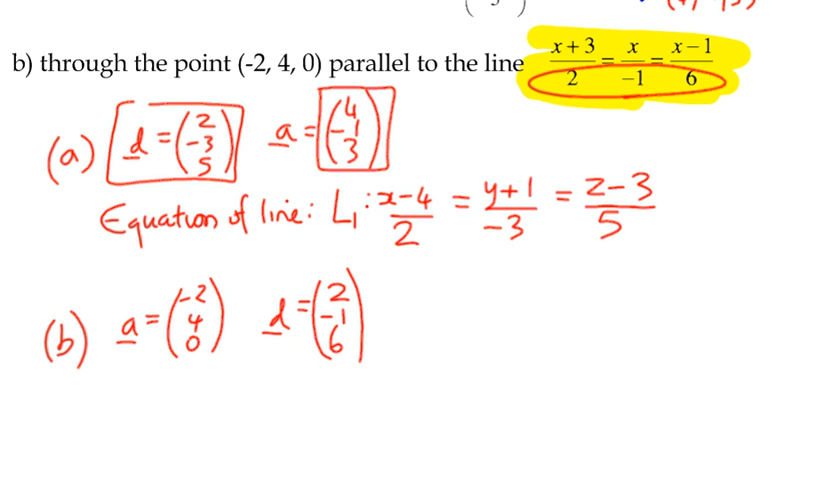 b) through the point (-2, 4, 0) parallel to the line (x+3)/2 = x/-1 = (x-1)/6
(a) d = (2 -3 5) a = (4 -1 3)
Equation of line: L₁: (x-4)/2 = (y+1)/-3 = (z-3)/5
(b) a = (-2 4 0) d = (2 -1 6)